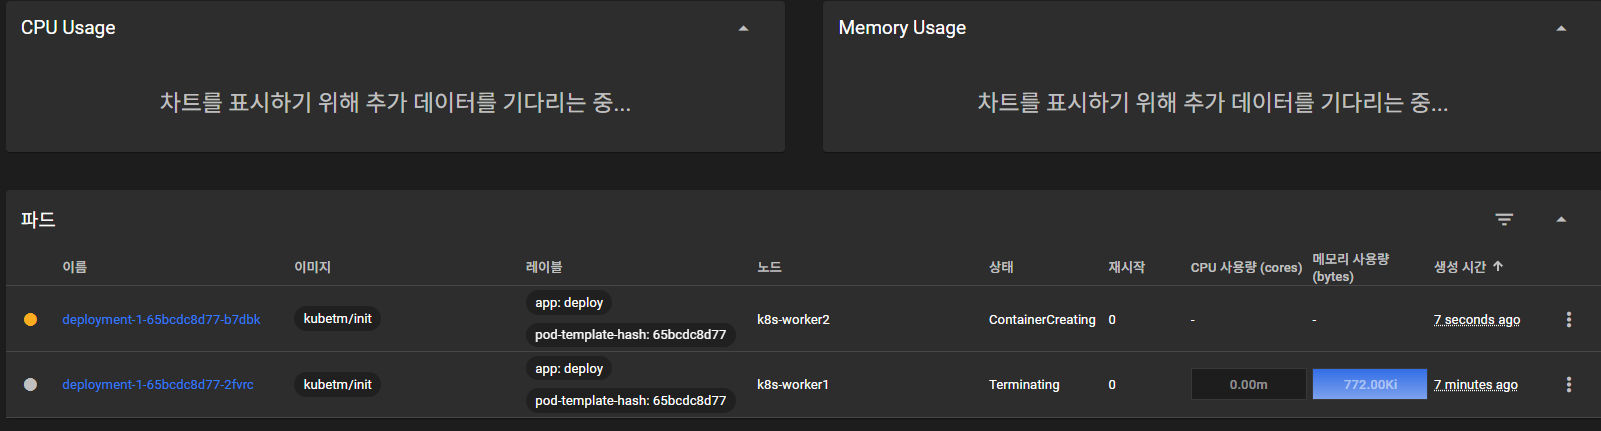 CPU Usage
Memory Usage
차트를 표시하기 위해 추가 데이터를 기다리는 중...
차트를 표시하기 위해 추가 데이터를 기다리는 중...
파드
이름 이미지 레이블 노드 상태 재시작 CPU 사용량 (cores) 메모리 사용량 (bytes) 생성 시간
deployment-1-65bcdc8d77-b7dbk kubetm/init app: deploy k8s-worker2 ContainerCreating 0 - - 7 seconds ago
pod-template-hash: 65bcdc8d77
deployment-1-65bcdc8d77-2fvrc kubetm/init app: deploy k8s-worker1 Terminating 0 0.00m 772.00Ki 7 minutes ago
pod-template-hash: 65bcdc8d77